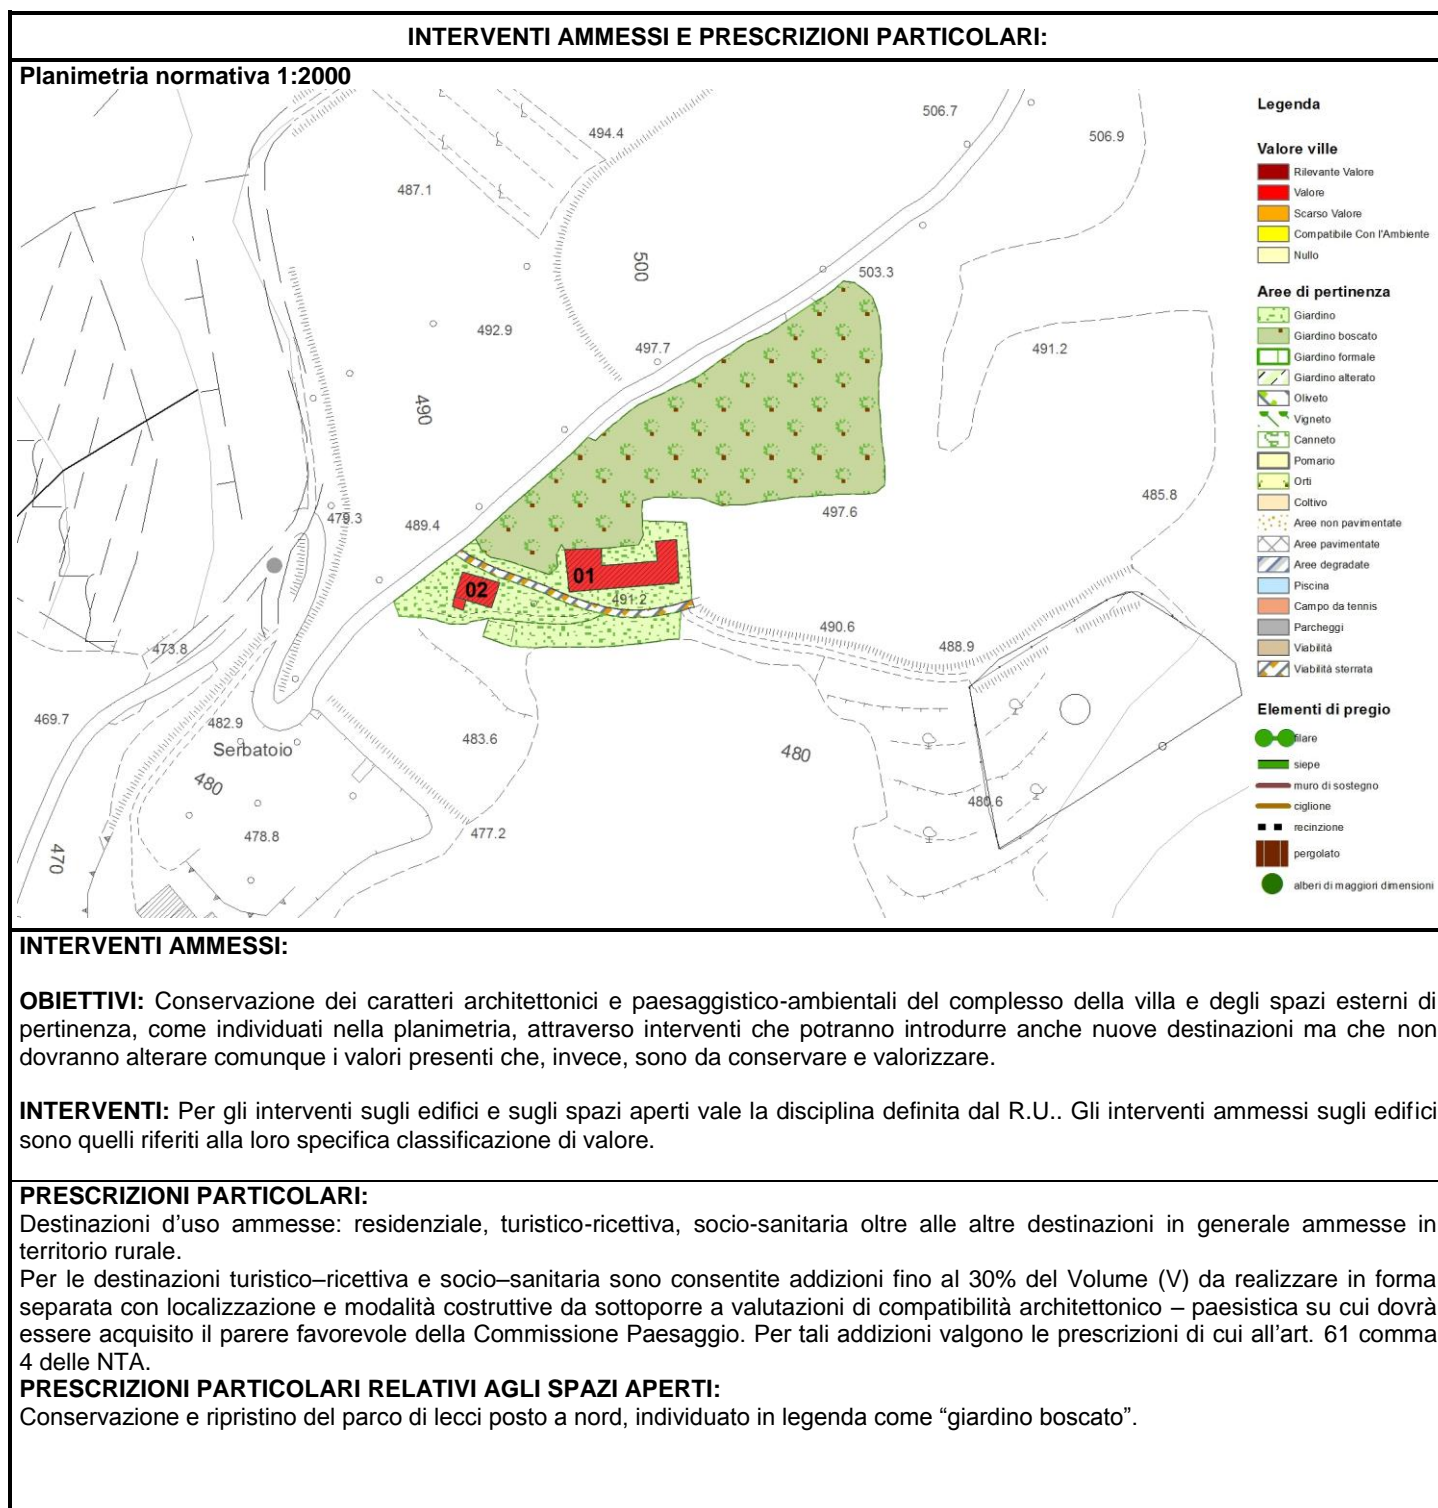 INTERVENTI AMMESSI E PRESCRIZIONI PARTICOLARI:
Planimetria normativa 1:2000
494.4
506.7
506.9
487.1
500
503.3
492.9
497.7
491.2
490
479.3
489.4
497.6
485.8
01
02
491.2
490.6
488.9
473.8
469.7
482.9
Serbatoio
483.6
480
480
480.6
478.8
477.2
470
Legenda
Valore ville
Rilevante Valore
Valore
Scarso Valore
Compatibile Con l'Ambiente
Nullo
Aree di pertinenza
Giardino
Giardino boscato
Giardino formale
Giardino alterato
Oliveto
Vigneto
Canneto
Pomario
Orti
Coltivo
Aree non pavimentate
Aree pavimentate
Aree degradate
Piscina
Campo da tennis
Parcheggi
Viabilità
Viabilità sterrata
Elementi di pregio
filare
siepe
muro di sostegno
ciglione
recinzione
pergolato
alberi di maggiori dimensioni
INTERVENTI AMMESSI:
OBIETTIVI: Conservazione dei caratteri architettonici e paesaggistico-ambientali del complesso della villa e degli spazi esterni di
pertinenza, come individuati nella planimetria, attraverso interventi che potranno introdurre anche nuove destinazioni ma che non
dovranno alterare comunque i valori presenti che, invece, sono da conservare e valorizzare.
INTERVENTI: Per gli interventi sugli edifici e sugli spazi aperti vale la disciplina definita dal R.U.. Gli interventi ammessi sugli edifici
sono quelli riferiti alla loro specifica classificazione di valore.
PRESCRIZIONI PARTICOLARI:
Destinazioni d’uso ammesse: residenziale, turistico-ricettiva, socio-sanitaria oltre alle altre destinazioni in generale ammesse in
territorio rurale.
Per le destinazioni turistico–ricettiva e socio–sanitaria sono consentite addizioni fino al 30% del Volume (V) da realizzare in forma
separata con localizzazione e modalità costruttive da sottoporre a valutazioni di compatibilità architettonico – paesistica su cui dovrà
essere acquisito il parere favorevole della Commissione Paesaggio. Per tali addizioni valgono le prescrizioni di cui all’art. 61 comma
4 delle NTA.
PRESCRIZIONI PARTICOLARI RELATIVI AGLI SPAZI APERTI:
Conservazione e ripristino del parco di lecci posto a nord, individuato in legenda come “giardino boscato”.